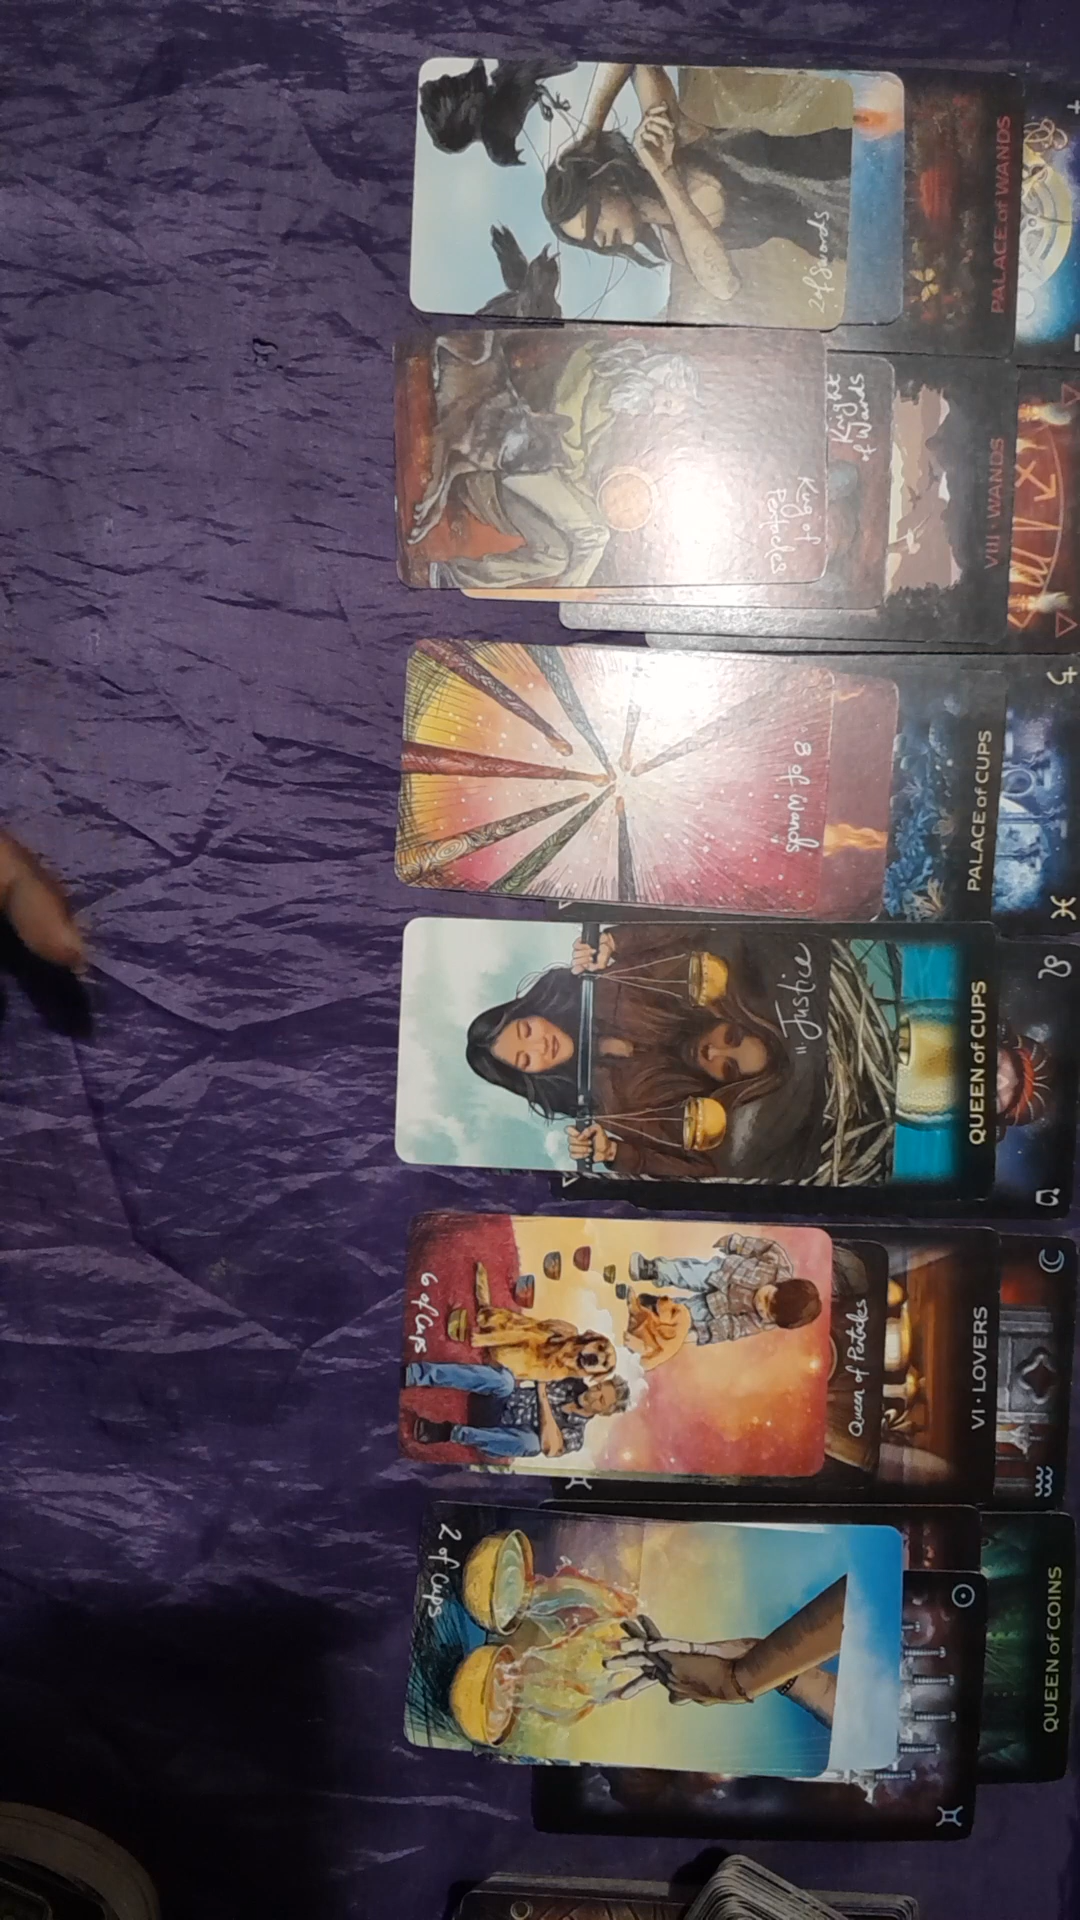 2 of Swords
PALACE of WANDS
Knight
of Wands
King of
Pentacles
VIII · WANDS
8 of Wands
PALACE of CUPS
"Justice
QUEEN of CUPS
6 of Cups
Queen of Pentacles
VI · LOVERS
2 of Cups
QUEEN of COINS